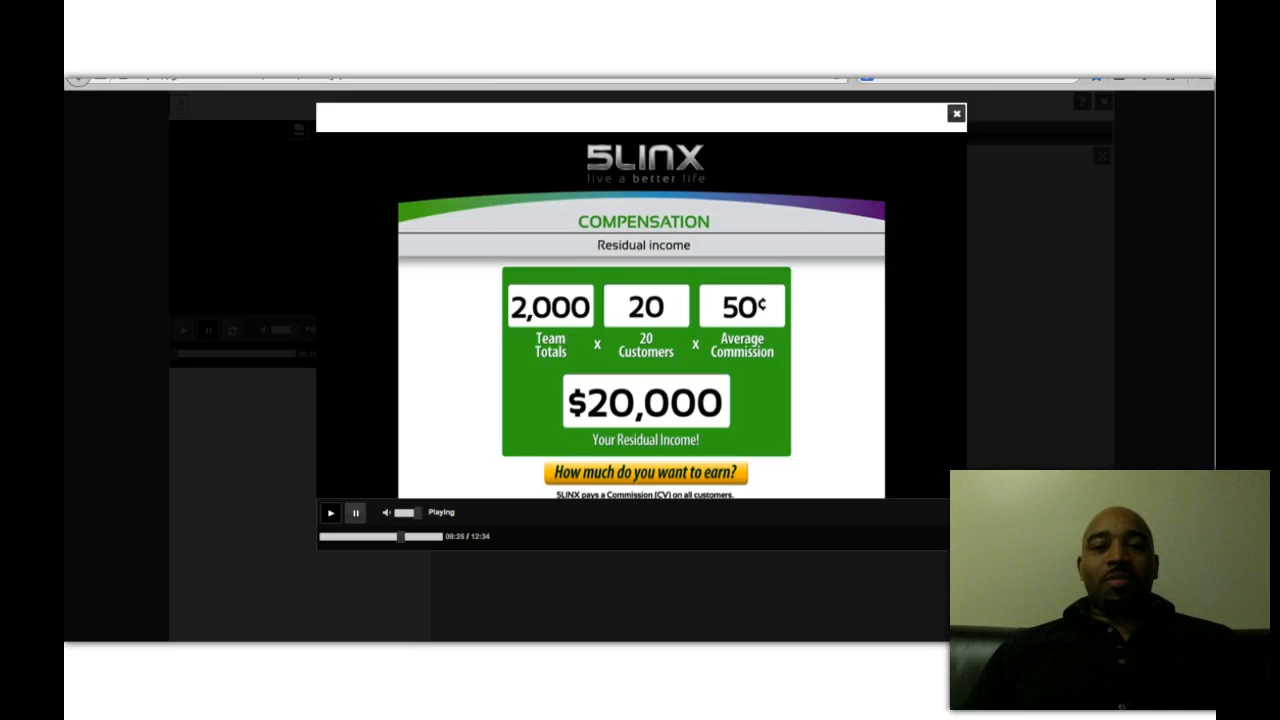 5LINX
live a better life
COMPENSATION
Residual income
2,000 20 50¢
Team Totals x 20 Customers x Average Commission
$20,000
Your Residual Income!
How much do you want to earn?
5LINX pays a Commission (CV) on all customers.
Playing
08:25 / 12:34